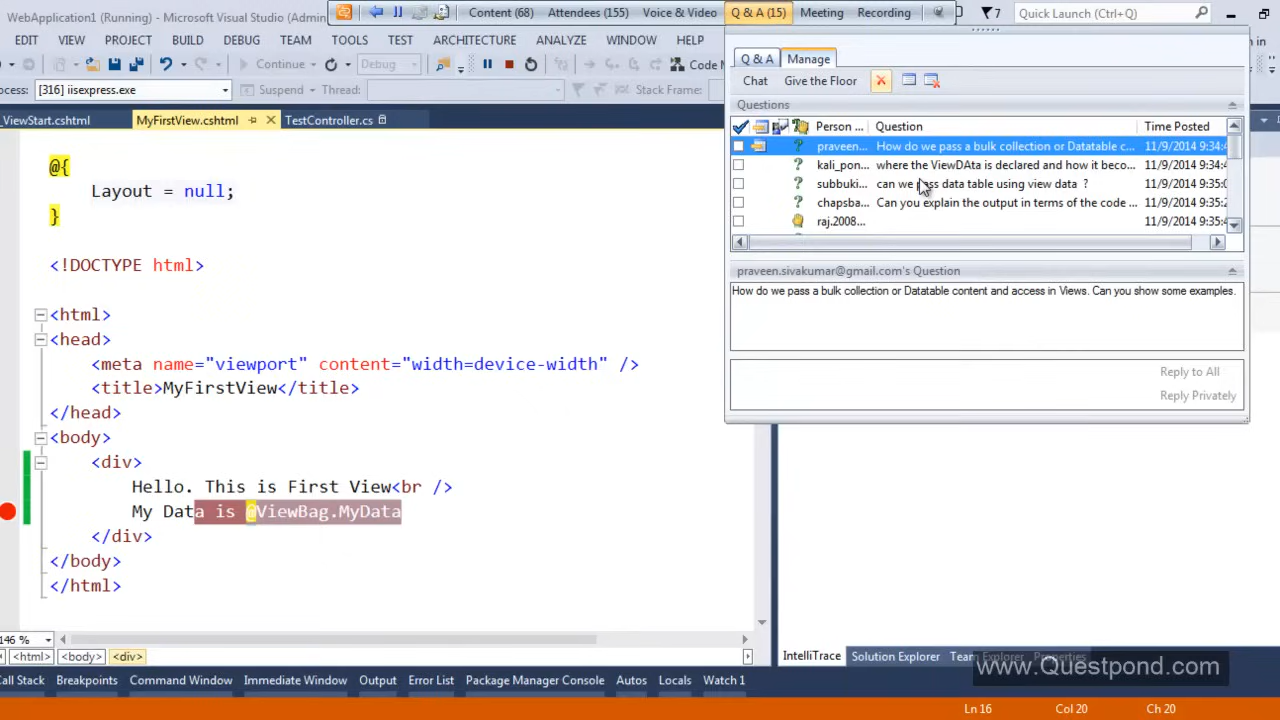 WebApplication1 (Running) - Microsoft Visual Studio (Administrat
Content (68) Attendees (155) Voice & Video Q & A (15) Meeting Recording
7 Quick Launch (Ctrl+Q)
EDIT VIEW PROJECT BUILD DEBUG TEAM TOOLS TEST ARCHITECTURE ANALYZE WINDOW HELP
Continue Debug Code M
ocess: [316] iisexpress.exe Suspend Thread: Stack Frame:
_ViewStart.cshtml MyFirstView.cshtml TestController.cs
@{
Layout = null;
}
<!DOCTYPE html>
<html>
<head>
<meta name="viewport" content="width=device-width" />
<title>MyFirstView</title>
</head>
<body>
<div>
Hello. This is First View<br />
My Data is @ViewBag.MyData
</div>
</body>
</html>
Q & A Manage
Chat Give the Floor
Questions
Person ... Question Time Posted
praveen... How do we pass a bulk collection or Datatable c... 11/9/2014 9:34:4
kali_pon... where the ViewDAta is declared and how it beco... 11/9/2014 9:34:4
subbuki... can we pass data table using view data ? 11/9/2014 9:35:0
chapsba... Can you explain the output in terms of the code ... 11/9/2014 9:35:2
raj.2008... 11/9/2014 9:35:4
praveen.sivakumar@gmail.com's Question
How do we pass a bulk collection or Datatable content and access in Views. Can you show some examples.
Reply to All
Reply Privately
146 %
<html> <body> <div>
IntelliTrace Solution Explorer Team Explorer Properties
www.Questpond.com
Call Stack Breakpoints Command Window Immediate Window Output Error List Package Manager Console Autos Locals Watch 1
Ln 16 Col 20 Ch 20